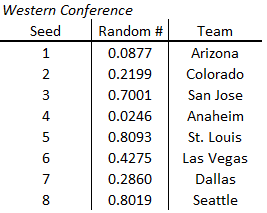 Western Conference
Seed Random # Team
1 0.0877 Arizona
2 0.2199 Colorado
3 0.7001 San Jose
4 0.0246 Anaheim
5 0.8093 St. Louis
6 0.4275 Las Vegas
7 0.2860 Dallas
8 0.8019 Seattle